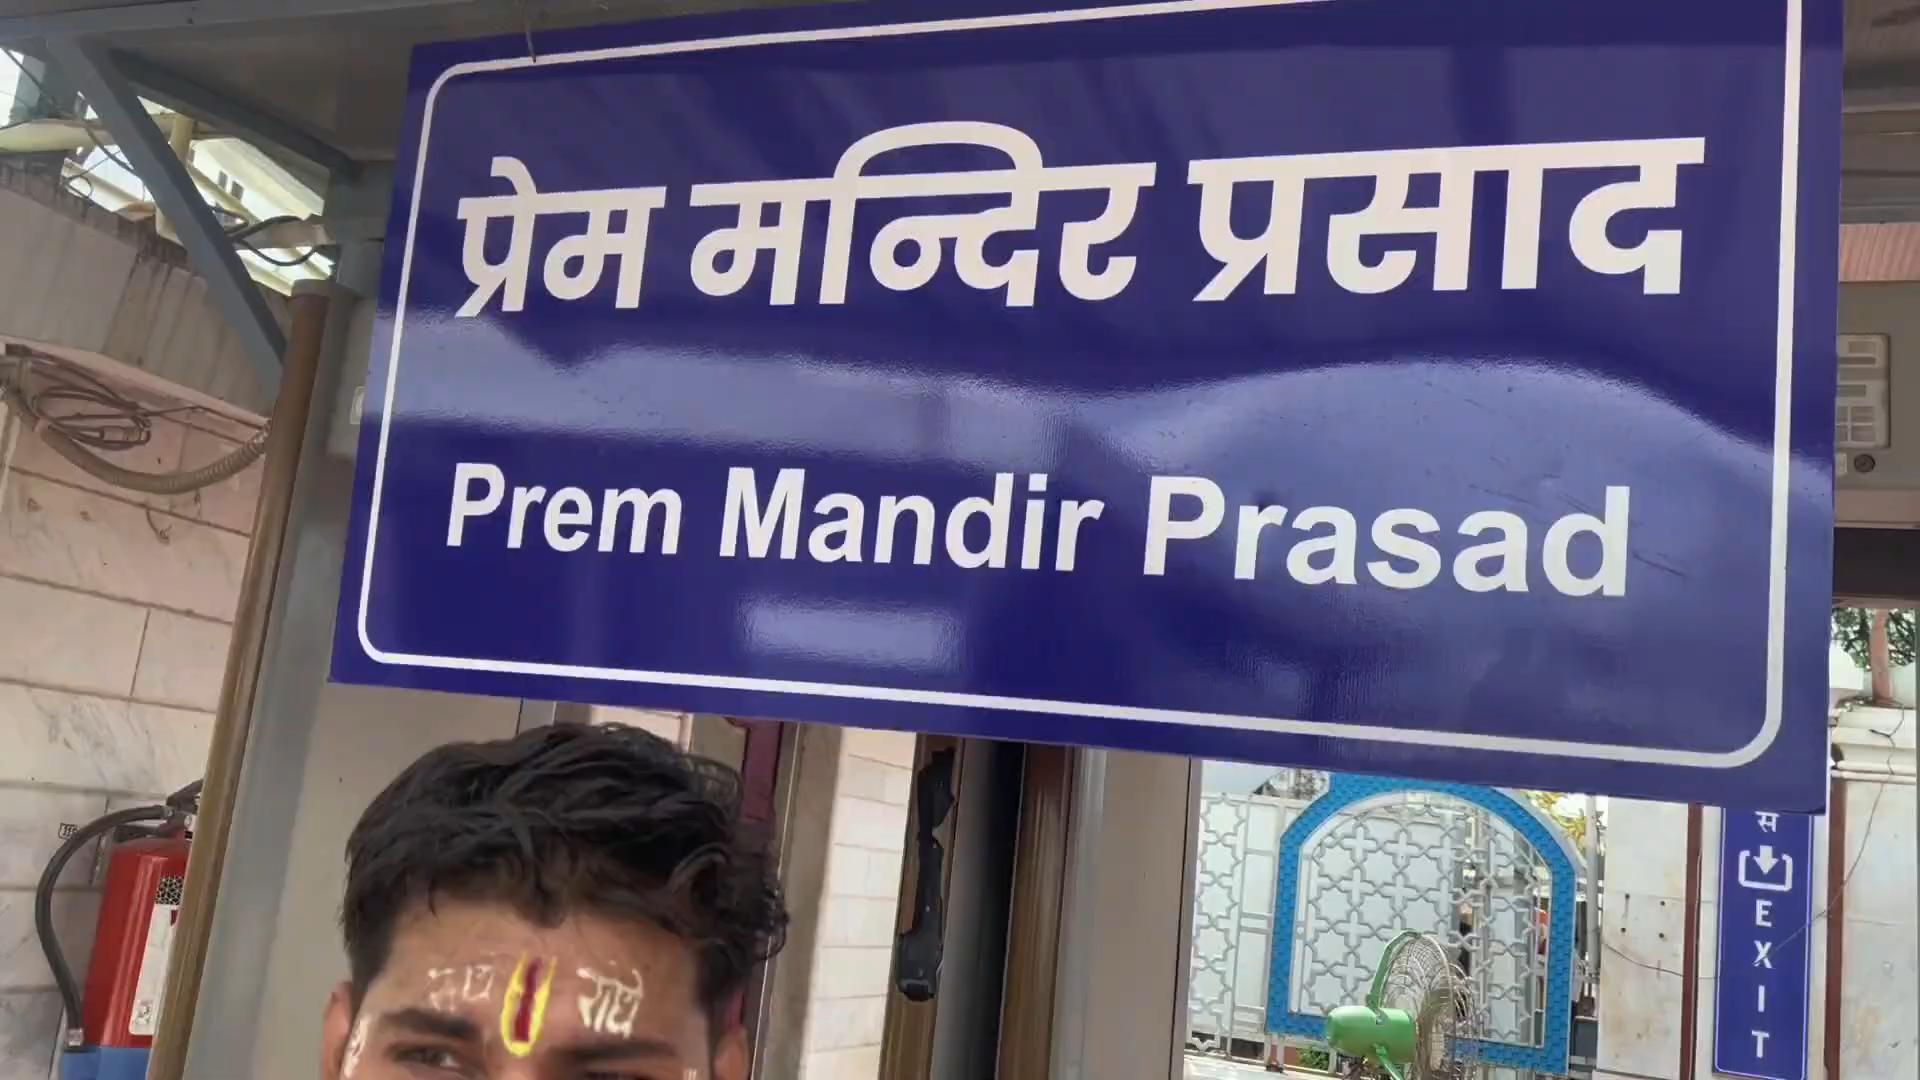 प्रेम मन्दिर प्रसाद
Prem Mandir Prasad
राधे राधे
स
EXIT